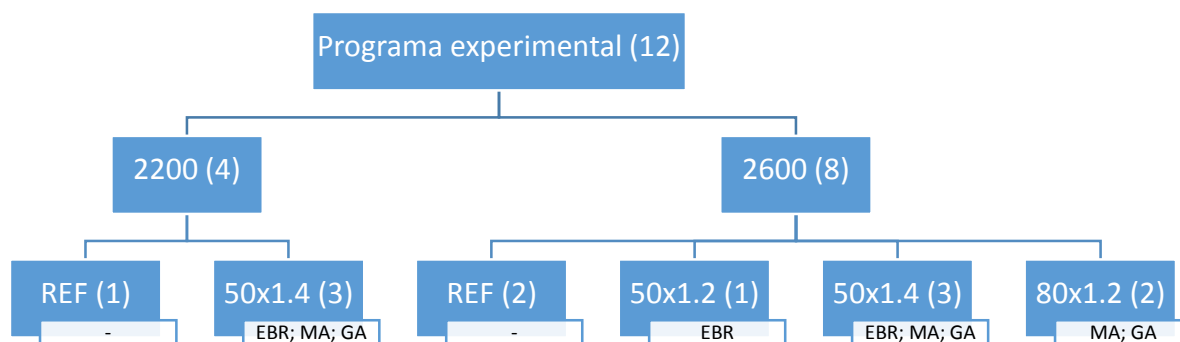 Programa experimental (12)
2200 (4)
2600 (8)
REF (1)
50x1.4 (3)
REF (2)
50x1.2 (1)
50x1.4 (3)
80x1.2 (2)
-
EBR; MA; GA
-
EBR
EBR; MA; GA
MA; GA